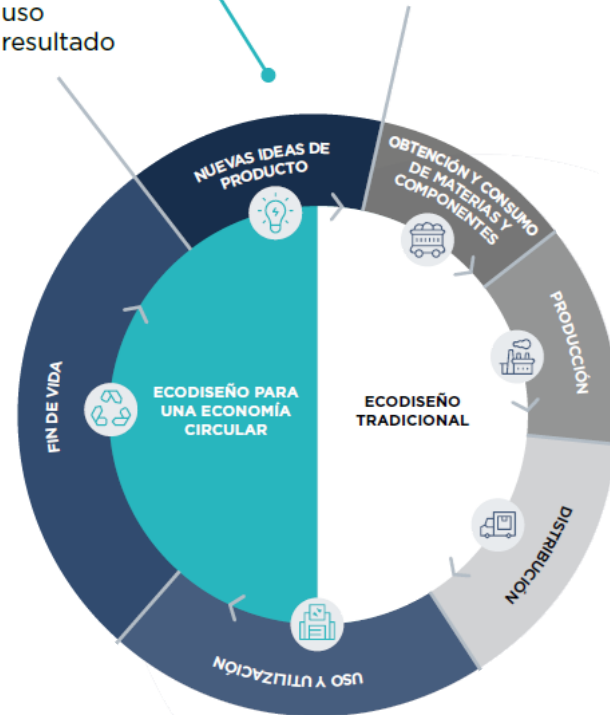 uso
resultado
NUEVAS IDEAS DE
PRODUCTO
OBTENCIÓN Y CONSUMO
DE MATERIAS Y
COMPONENTES
PRODUCCIÓN
DISTRIBUCIÓN
USO Y UTILIZACIÓN
FIN DE VIDA
ECODISEÑO PARA
UNA ECONOMÍA
CIRCULAR
ECODISEÑO
TRADICIONAL